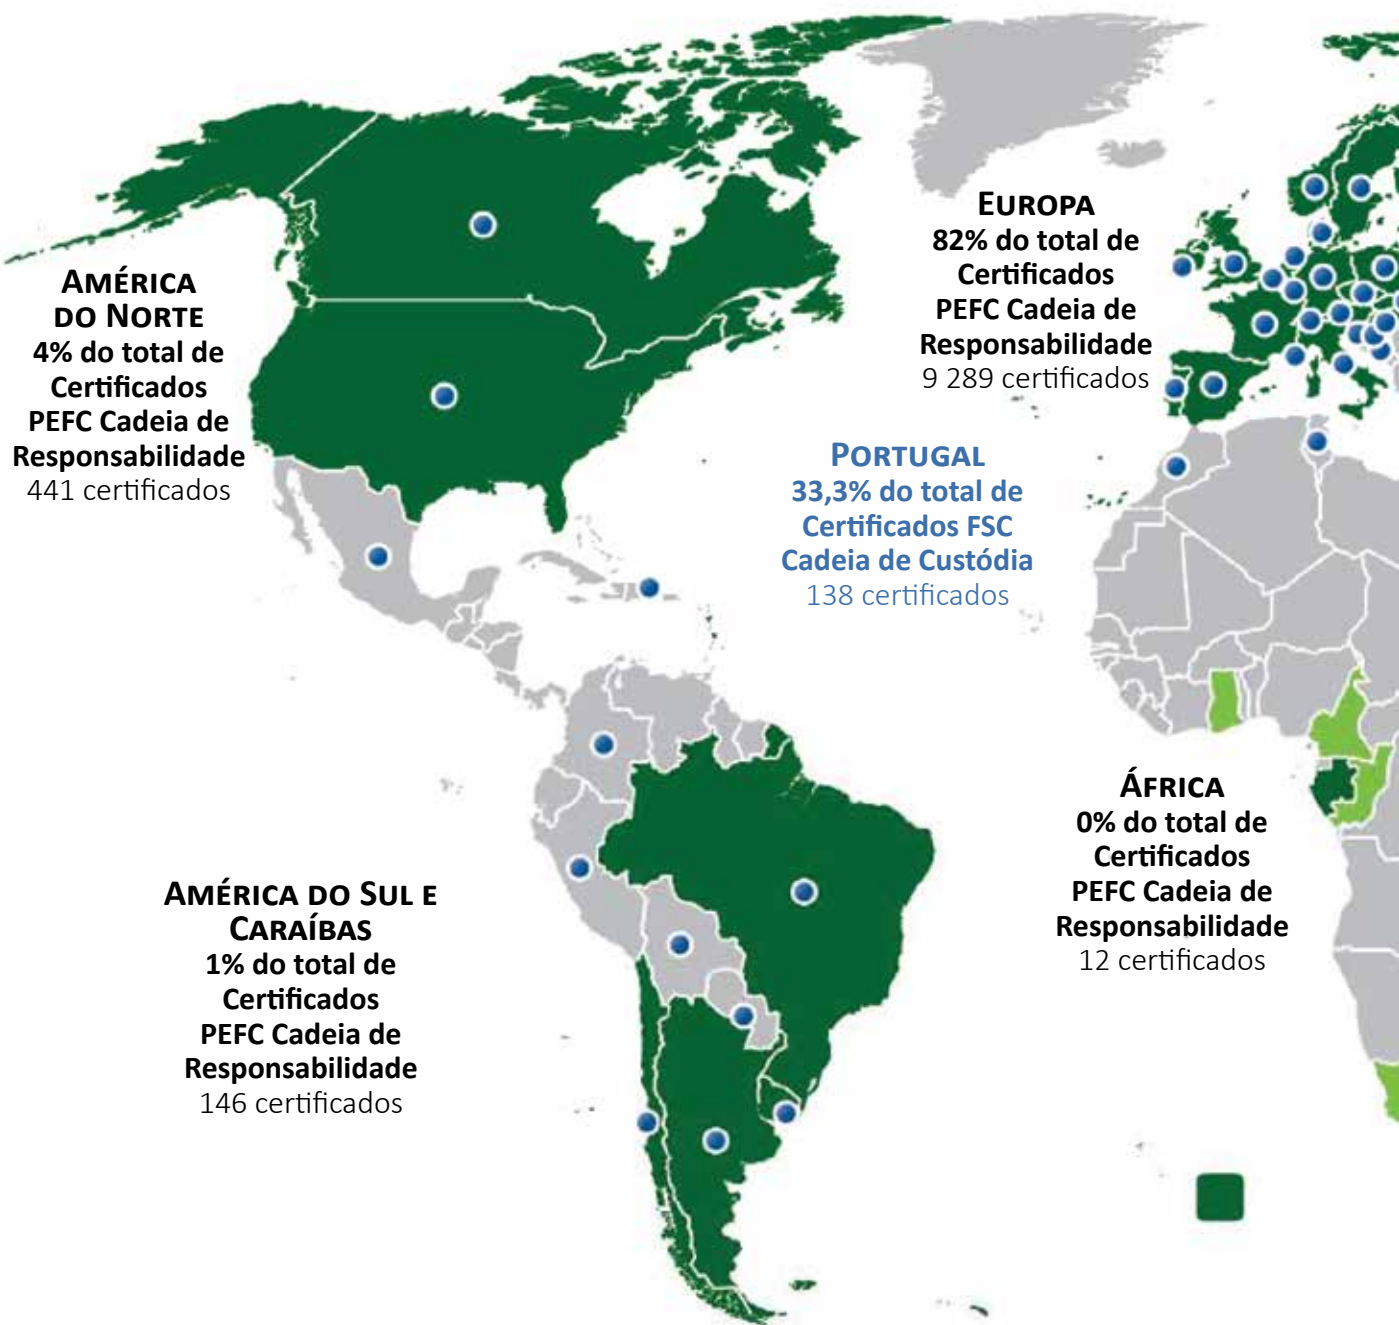 AMÉRICA
DO NORTE
4% do total de
Certificados
PEFC Cadeia de
Responsabilidade
441 certificados
EUROPA
82% do total de
Certificados
PEFC Cadeia de
Responsabilidade
9 289 certificados
PORTUGAL
33,3% do total de
Certificados FSC
Cadeia de Custódia
138 certificados
AMÉRICA DO SUL E
CARAÍBAS
1% do total de
Certificados
PEFC Cadeia de
Responsabilidade
146 certificados
ÁFRICA
0% do total de
Certificados
PEFC Cadeia de
Responsabilidade
12 certificados